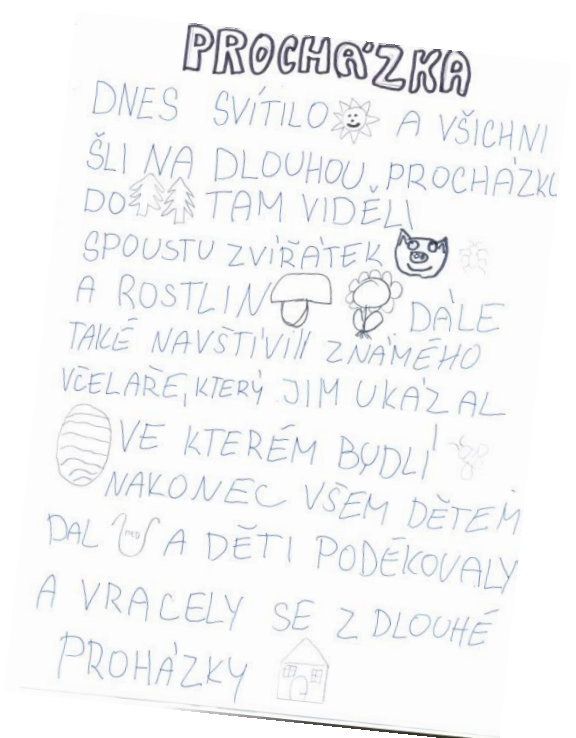 PROCHÁZKA
DNES SVÍTILO A VŠICHNI
ŠLI NA DLOUHOU PROCHÁZKU
DO TAM VIDĚLI
SPOUSTU ZVÍŘÁTEK
A ROSTLIN DÁLE
TAKÉ NAVŠTÍVILI ZNÁMÉHO
VČELAŘE, KTERÝ JIM UKÁZAL
VE KTERÉM BYDLÍ
NAKONEC VŠEM DĚTEM
DAL MED A DĚTI PODĚKOVALY
A VRACELY SE Z DLOUHÉ
PROHÁZKY